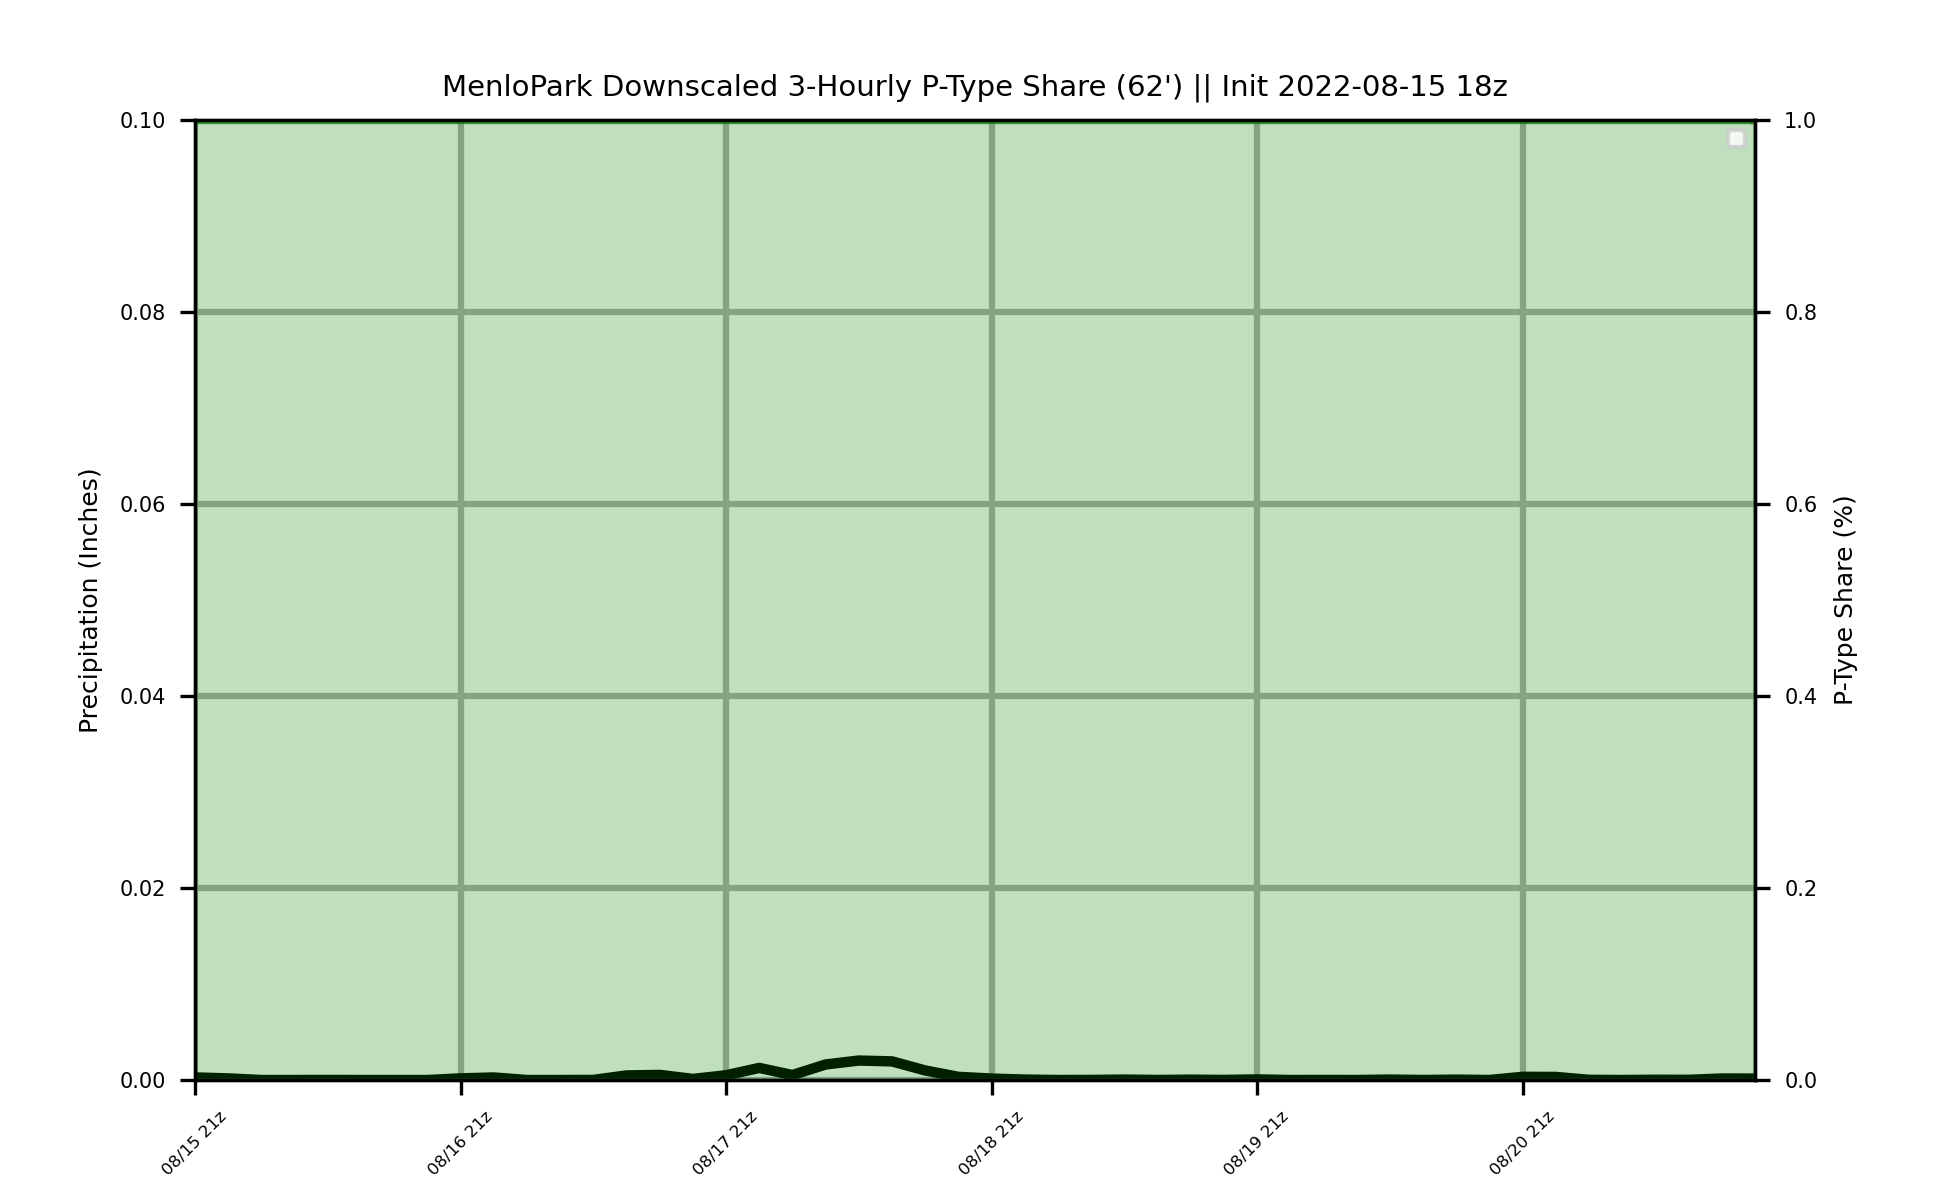 MenloPark Downscaled 3-Hourly P-Type Share (62') || Init 2022-08-15 18z
Precipitation (Inches)
0.10
0.08
0.06
0.04
0.02
0.00
1.0
0.8
0.6
0.4
0.2
0.0
P-Type Share (%)
08/15 21z
08/16 21z
08/17 21z
08/18 21z
08/19 21z
08/20 21z